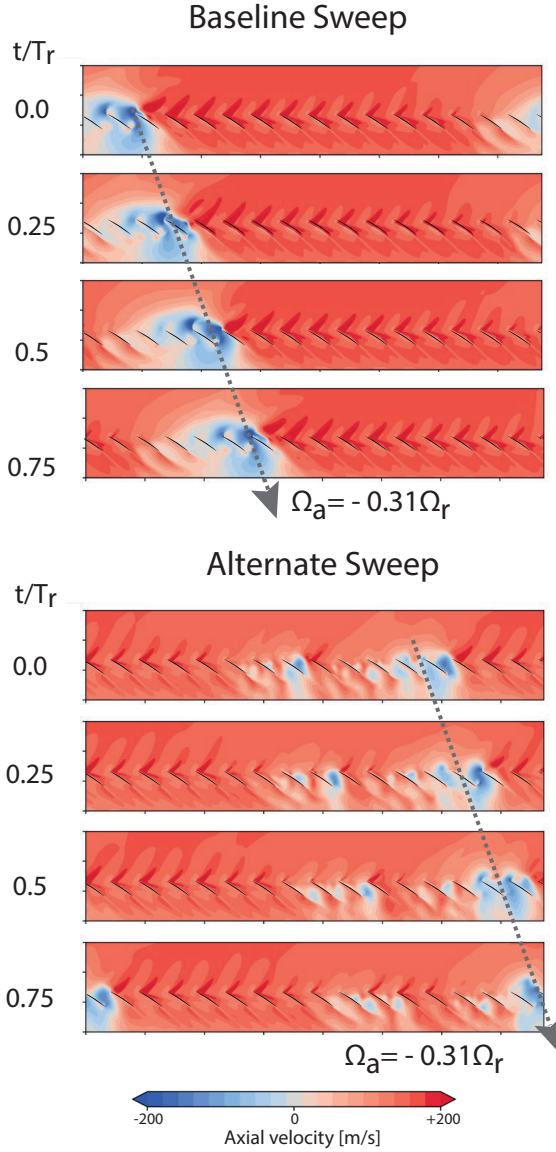 Baseline Sweep
t/Tr
0.0
0.25
0.5
0.75
Ωa= - 0.31Ωr
Alternate Sweep
t/Tr
0.0
0.25
0.5
0.75
Ωa= - 0.31Ωr
-200 0 +200
Axial velocity [m/s]